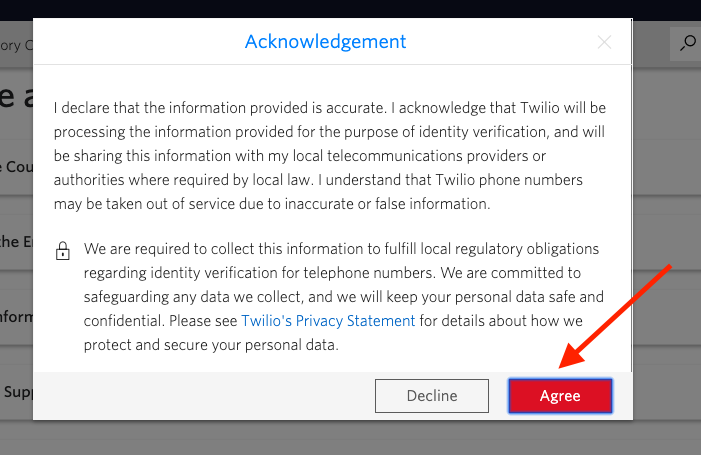 Acknowledgement
ory C
e a
I declare that the information provided is accurate. I acknowledge that Twilio will be
processing the information provided for the purpose of identity verification, and will
be sharing this information with my local telecommunications providers or
authorities where required by local law. I understand that Twilio phone numbers
may be taken out of service due to inaccurate or false information.
e Cou
the E
We are required to collect this information to fulfill local regulatory obligations
regarding identity verification for telephone numbers. We are committed to
safeguarding any data we collect, and we will keep your personal data safe and
confidential. Please see Twilio's Privacy Statement for details about how we
protect and secure your personal data.
nform
Supp
Decline
Agree